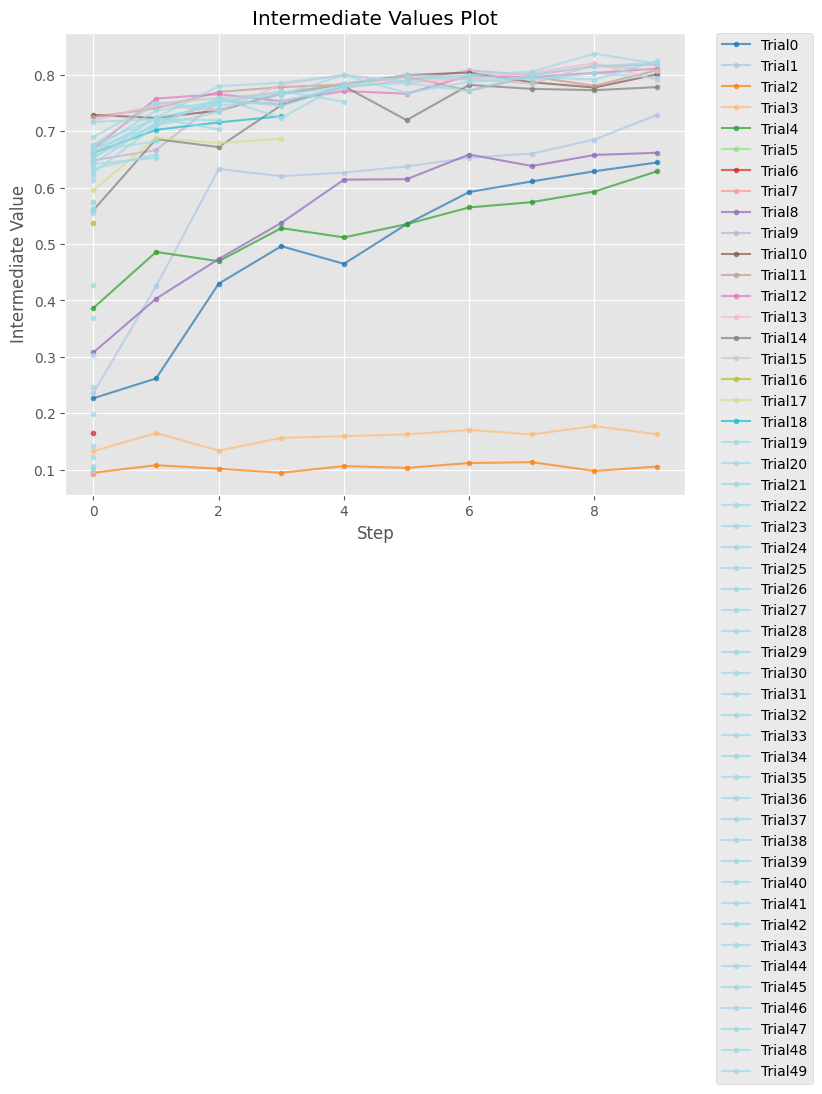 Intermediate Values Plot
Intermediate Value
0.8
0.7
0.6
0.5
0.4
0.3
0.2
0.1
0 2 4 6 8
Step
Trial0
Trial1
Trial2
Trial3
Trial4
Trial5
Trial6
Trial7
Trial8
Trial9
Trial10
Trial11
Trial12
Trial13
Trial14
Trial15
Trial16
Trial17
Trial18
Trial19
Trial20
Trial21
Trial22
Trial23
Trial24
Trial25
Trial26
Trial27
Trial28
Trial29
Trial30
Trial31
Trial32
Trial33
Trial34
Trial35
Trial36
Trial37
Trial38
Trial39
Trial40
Trial41
Trial42
Trial43
Trial44
Trial45
Trial46
Trial47
Trial48
Trial49